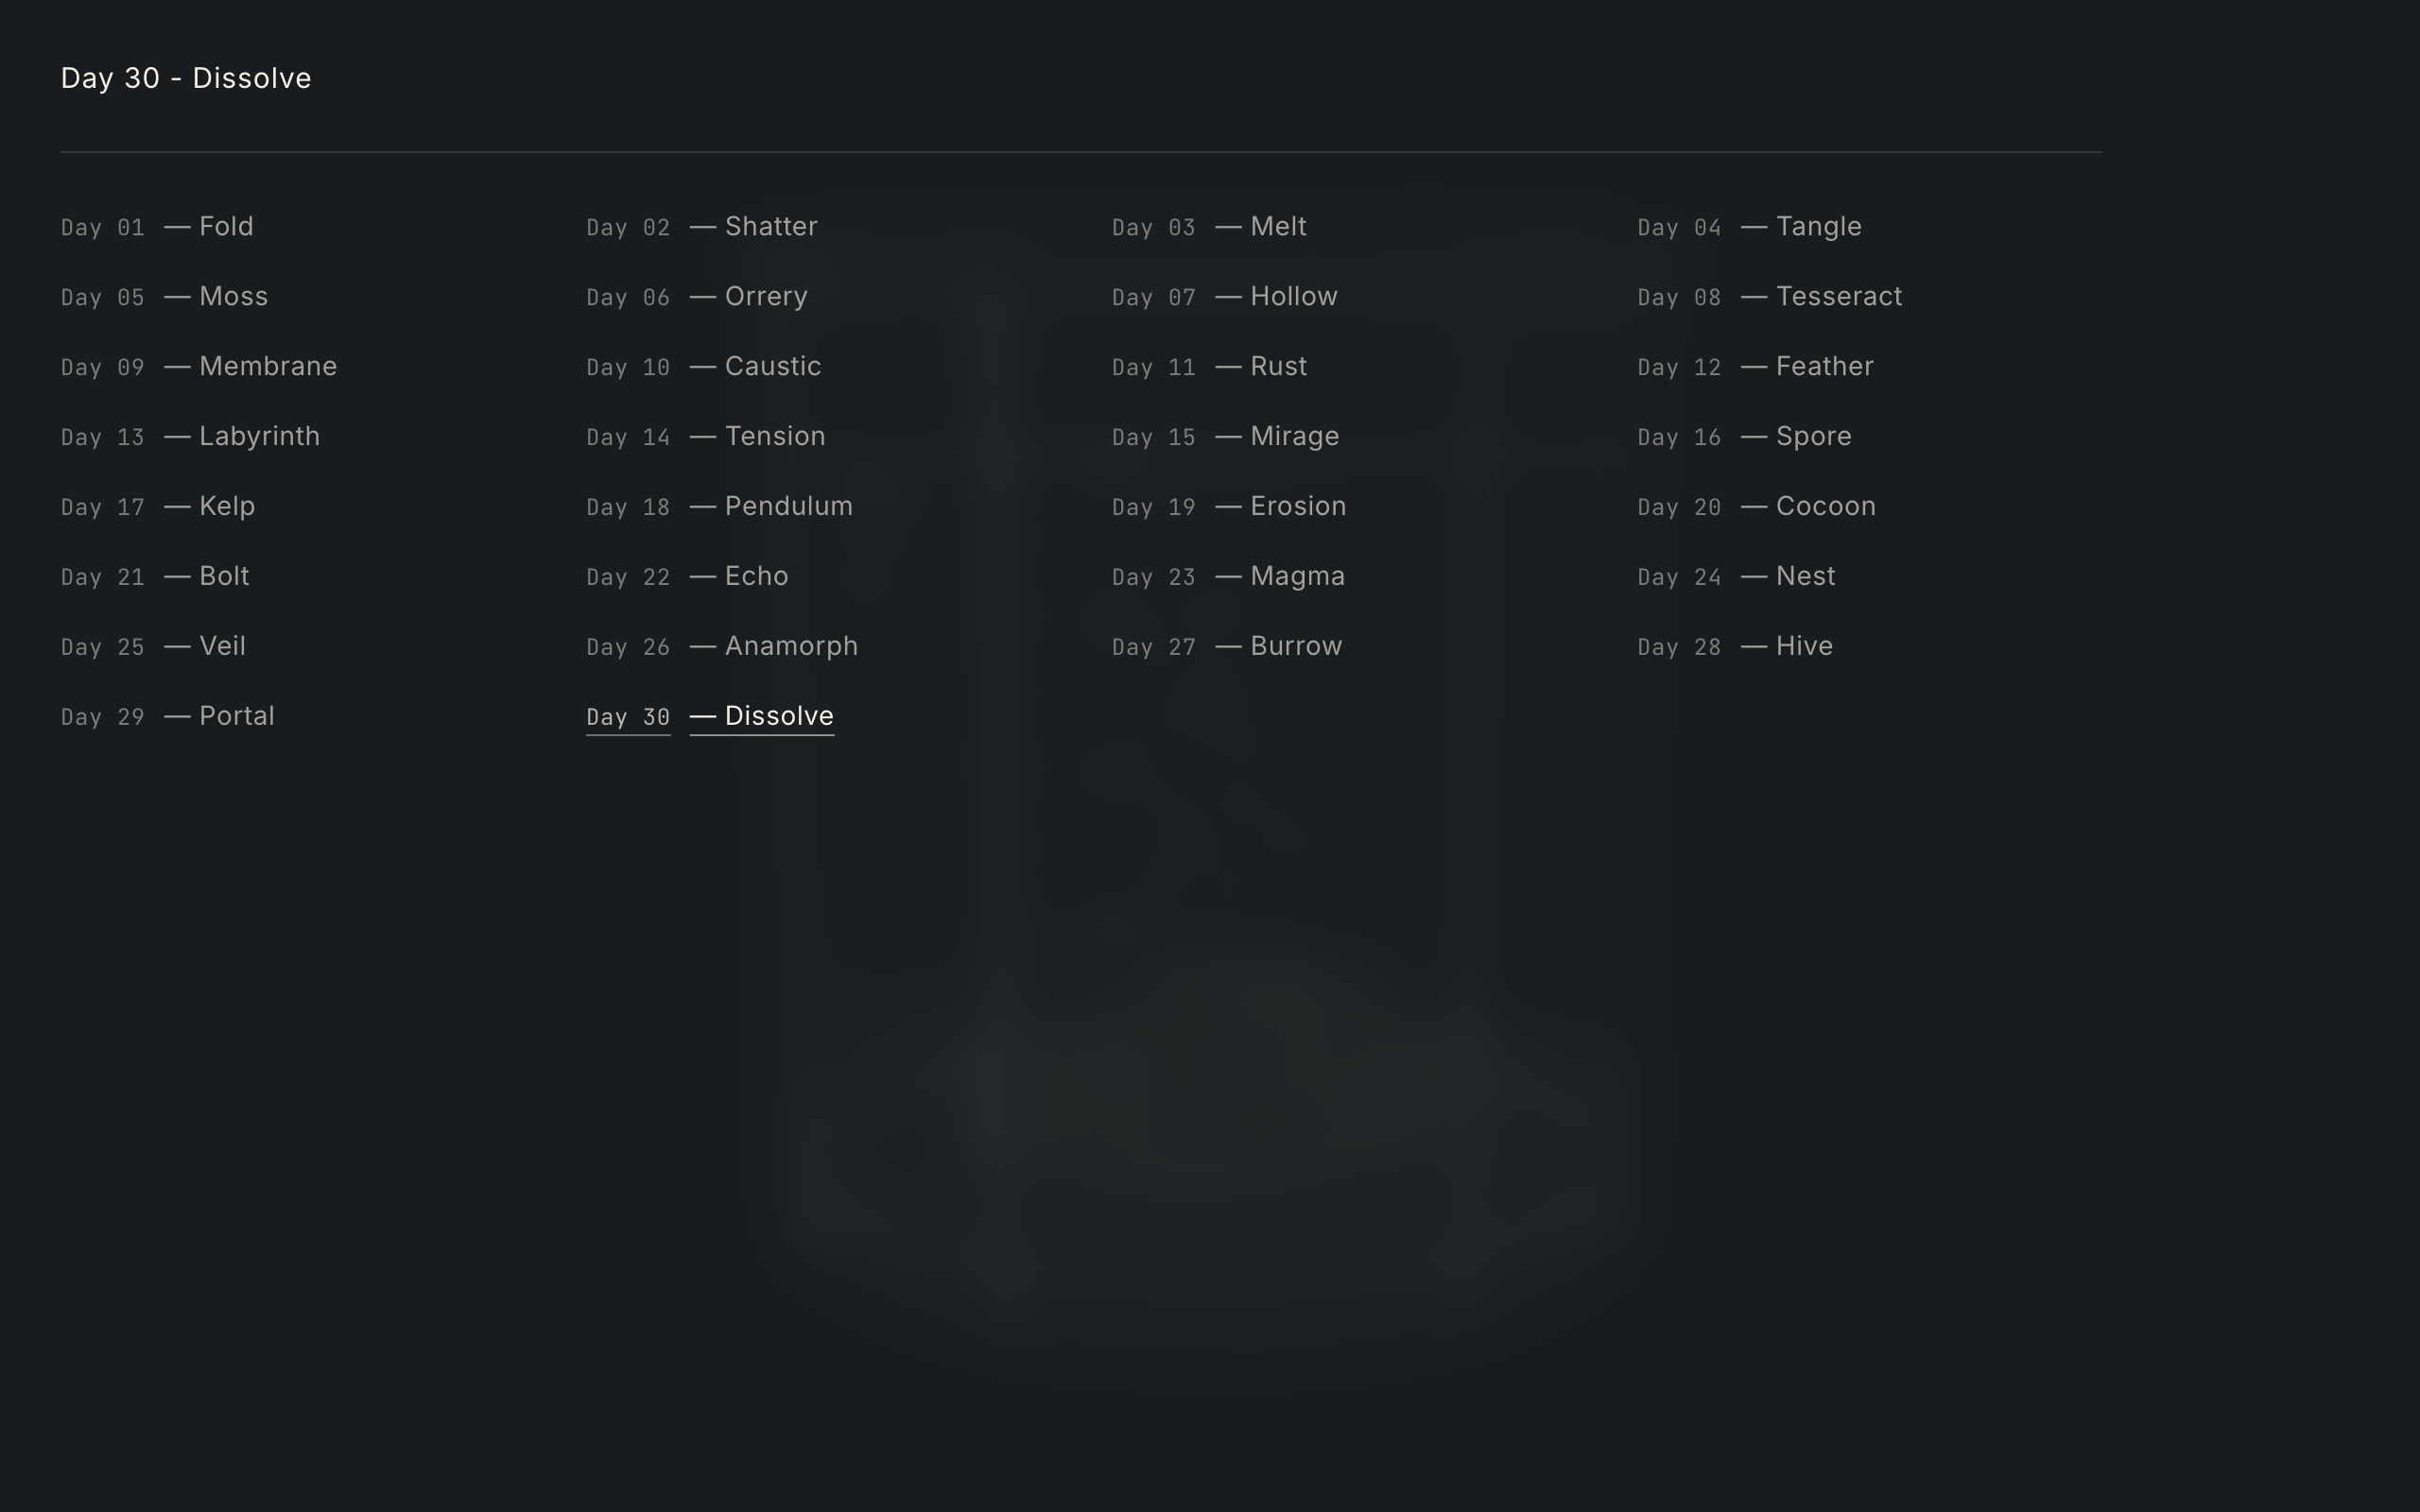 Day 30 - Dissolve
Day 01 — Fold Day 02 — Shatter Day 03 — Melt Day 04 — Tangle
Day 05 — Moss Day 06 — Orrery Day 07 — Hollow Day 08 — Tesseract
Day 09 — Membrane Day 10 — Caustic Day 11 — Rust Day 12 — Feather
Day 13 — Labyrinth Day 14 — Tension Day 15 — Mirage Day 16 — Spore
Day 17 — Kelp Day 18 — Pendulum Day 19 — Erosion Day 20 — Cocoon
Day 21 — Bolt Day 22 — Echo Day 23 — Magma Day 24 — Nest
Day 25 — Veil Day 26 — Anamorph Day 27 — Burrow Day 28 — Hive
Day 29 — Portal Day 30 — Dissolve